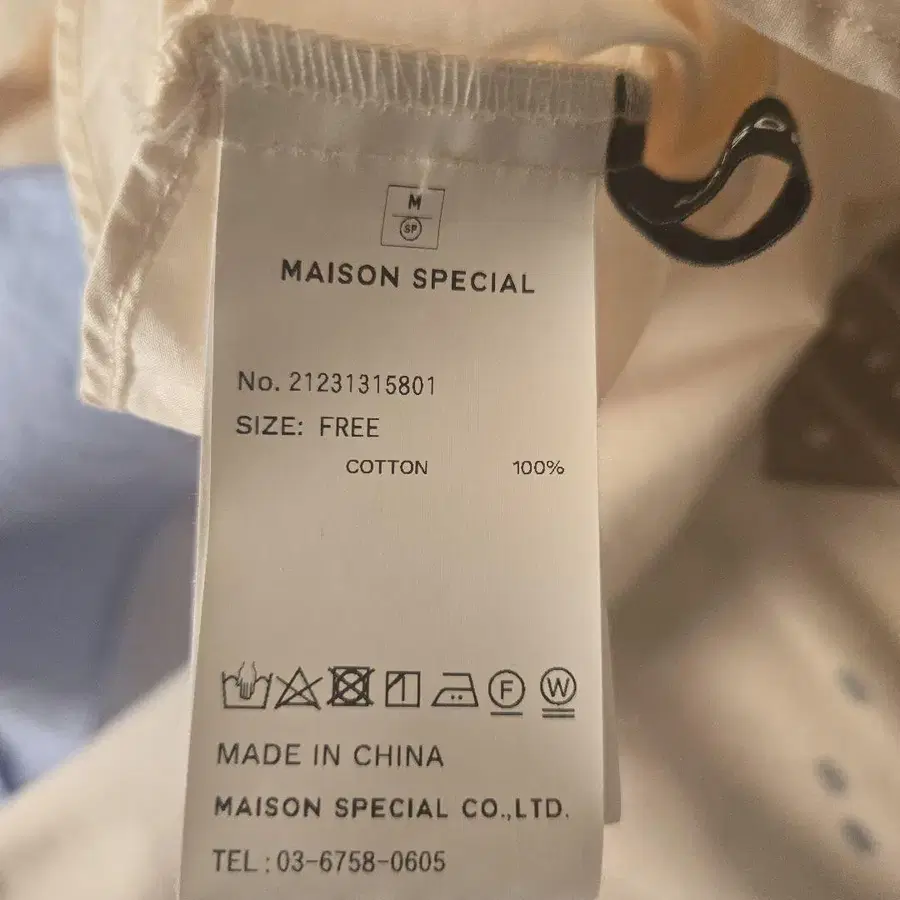 M
SP
MAISON SPECIAL
No. 21231315801
SIZE: FREE
COTTON 100%
F W
MADE IN CHINA
MAISON SPECIAL CO.,LTD.
TEL : 03-6758-0605